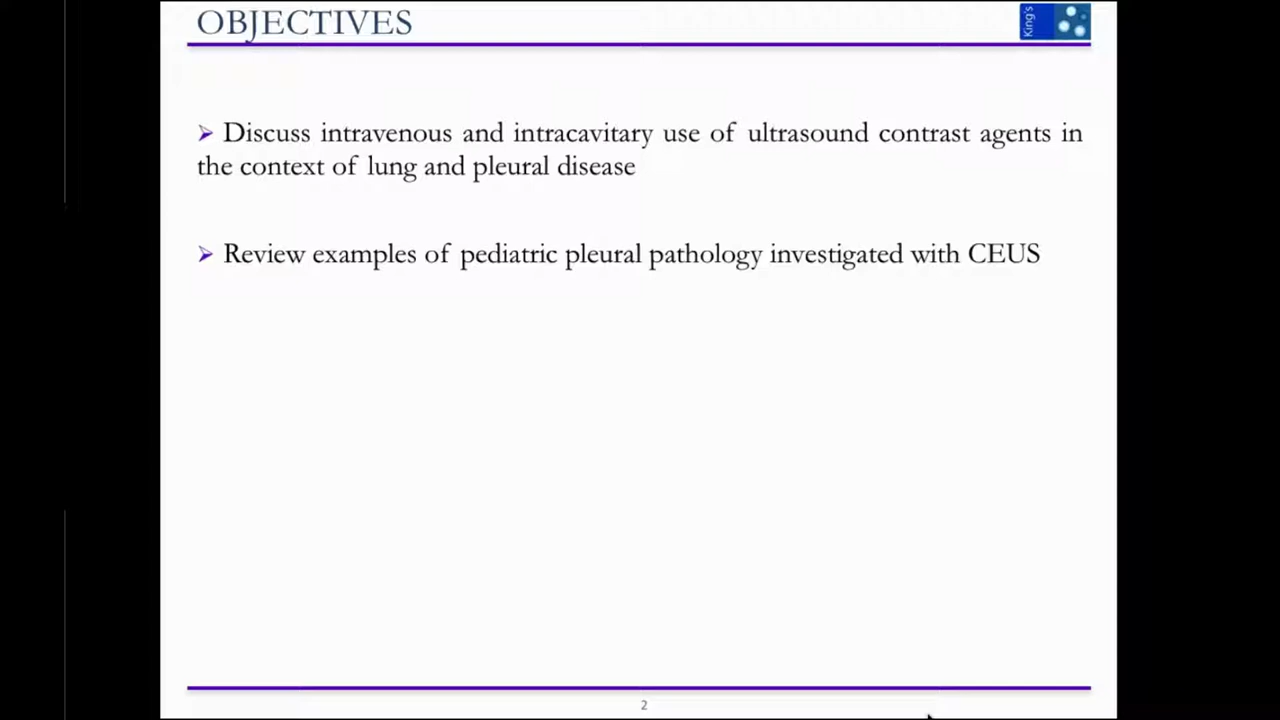 OBJECTIVES
King's
➢ Discuss intravenous and intracavitary use of ultrasound contrast agents in
the context of lung and pleural disease
➢ Review examples of pediatric pleural pathology investigated with CEUS
2